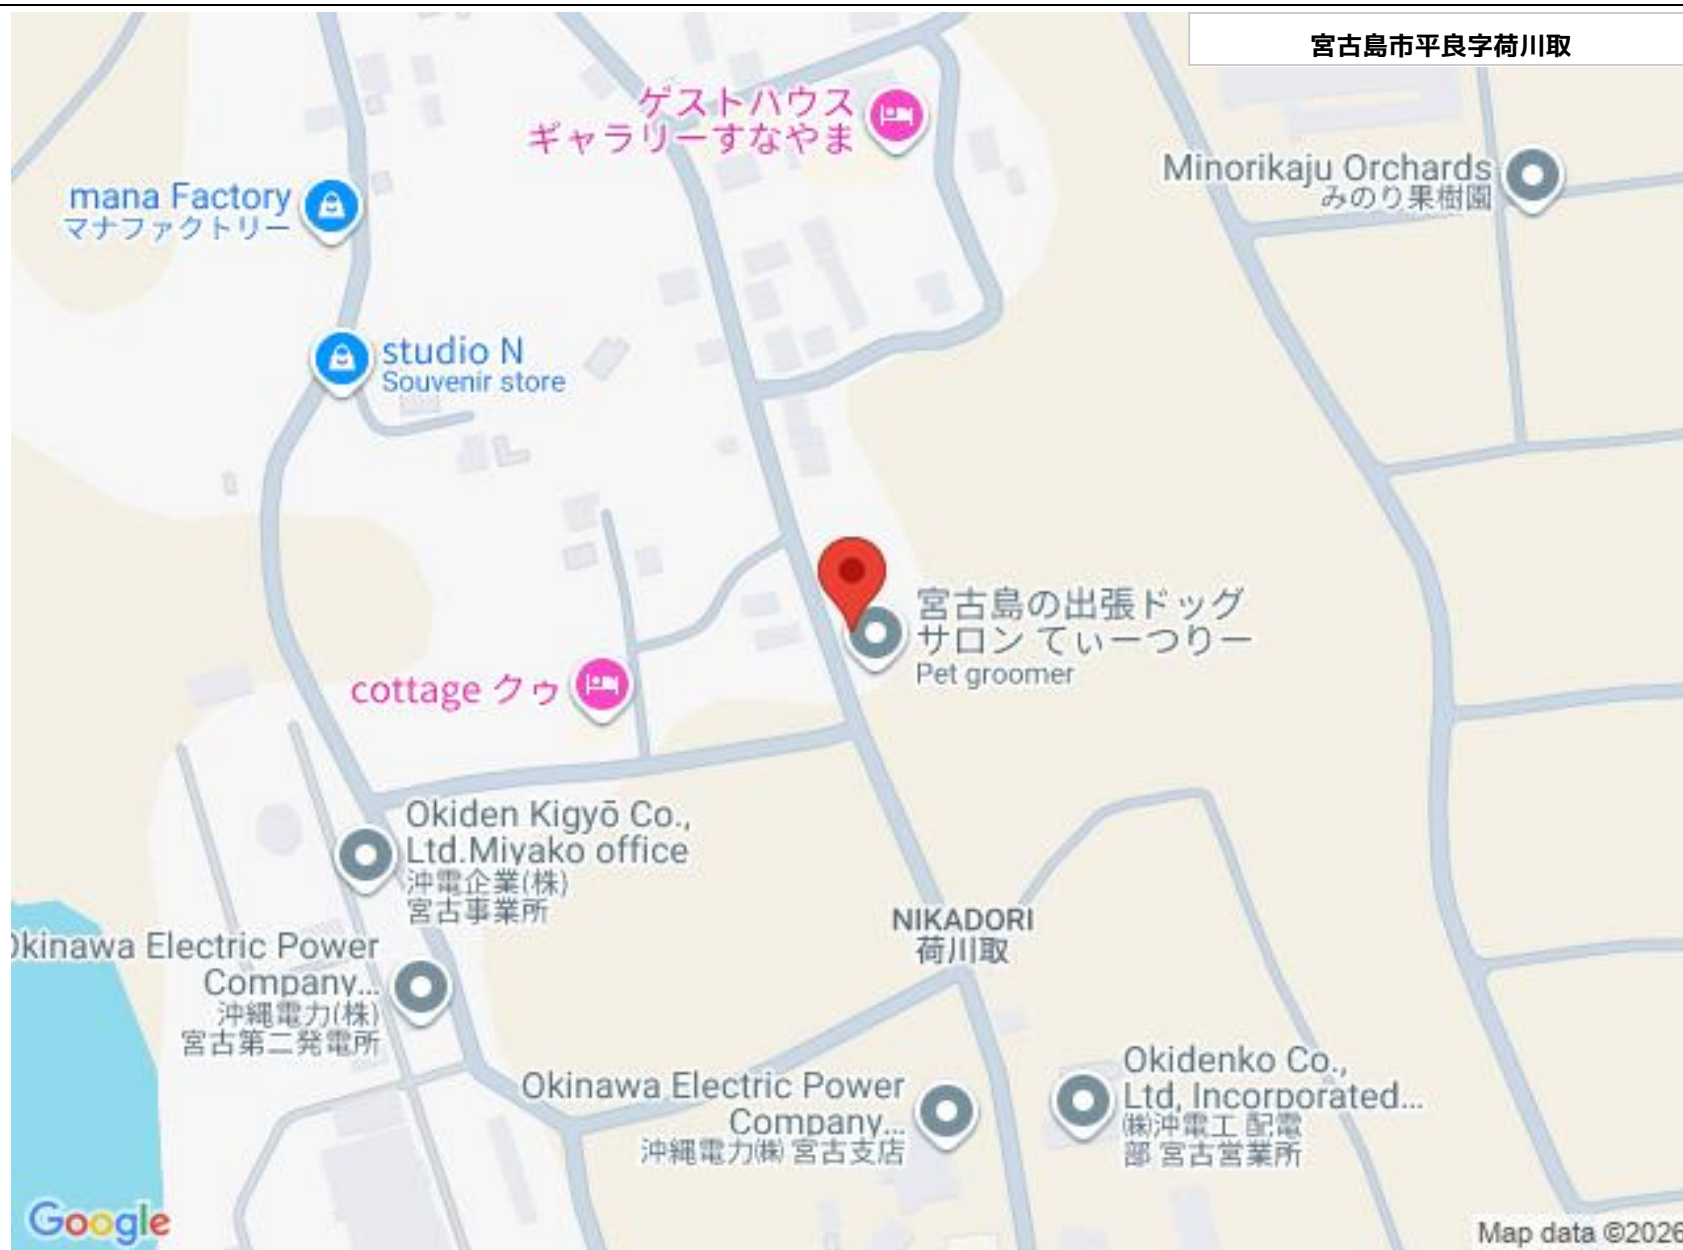 宮古島市平良字荷川取
ゲストハウス
ギャラリーすなやま
Minorikaju Orchards
みのり果樹園
mana Factory
マナファクトリー
studio N
Souvenir store
宮古島の出張ドッグ
サロン てぃーつりー
Pet groomer
cottage クゥ
Okiden Kigyō Co.,
Ltd.Miyako office
沖電企業(株)
宮古事業所
NIKADORI
荷川取
Okinawa Electric Power
Company...
沖縄電力(株)
宮古第二発電所
Okinawa Electric Power
Company...
沖縄電力㈱ 宮古支店
Okidenko Co.,
Ltd, Incorporated...
㈱沖電工 配電
部 宮古営業所
Google
Map data ©2026